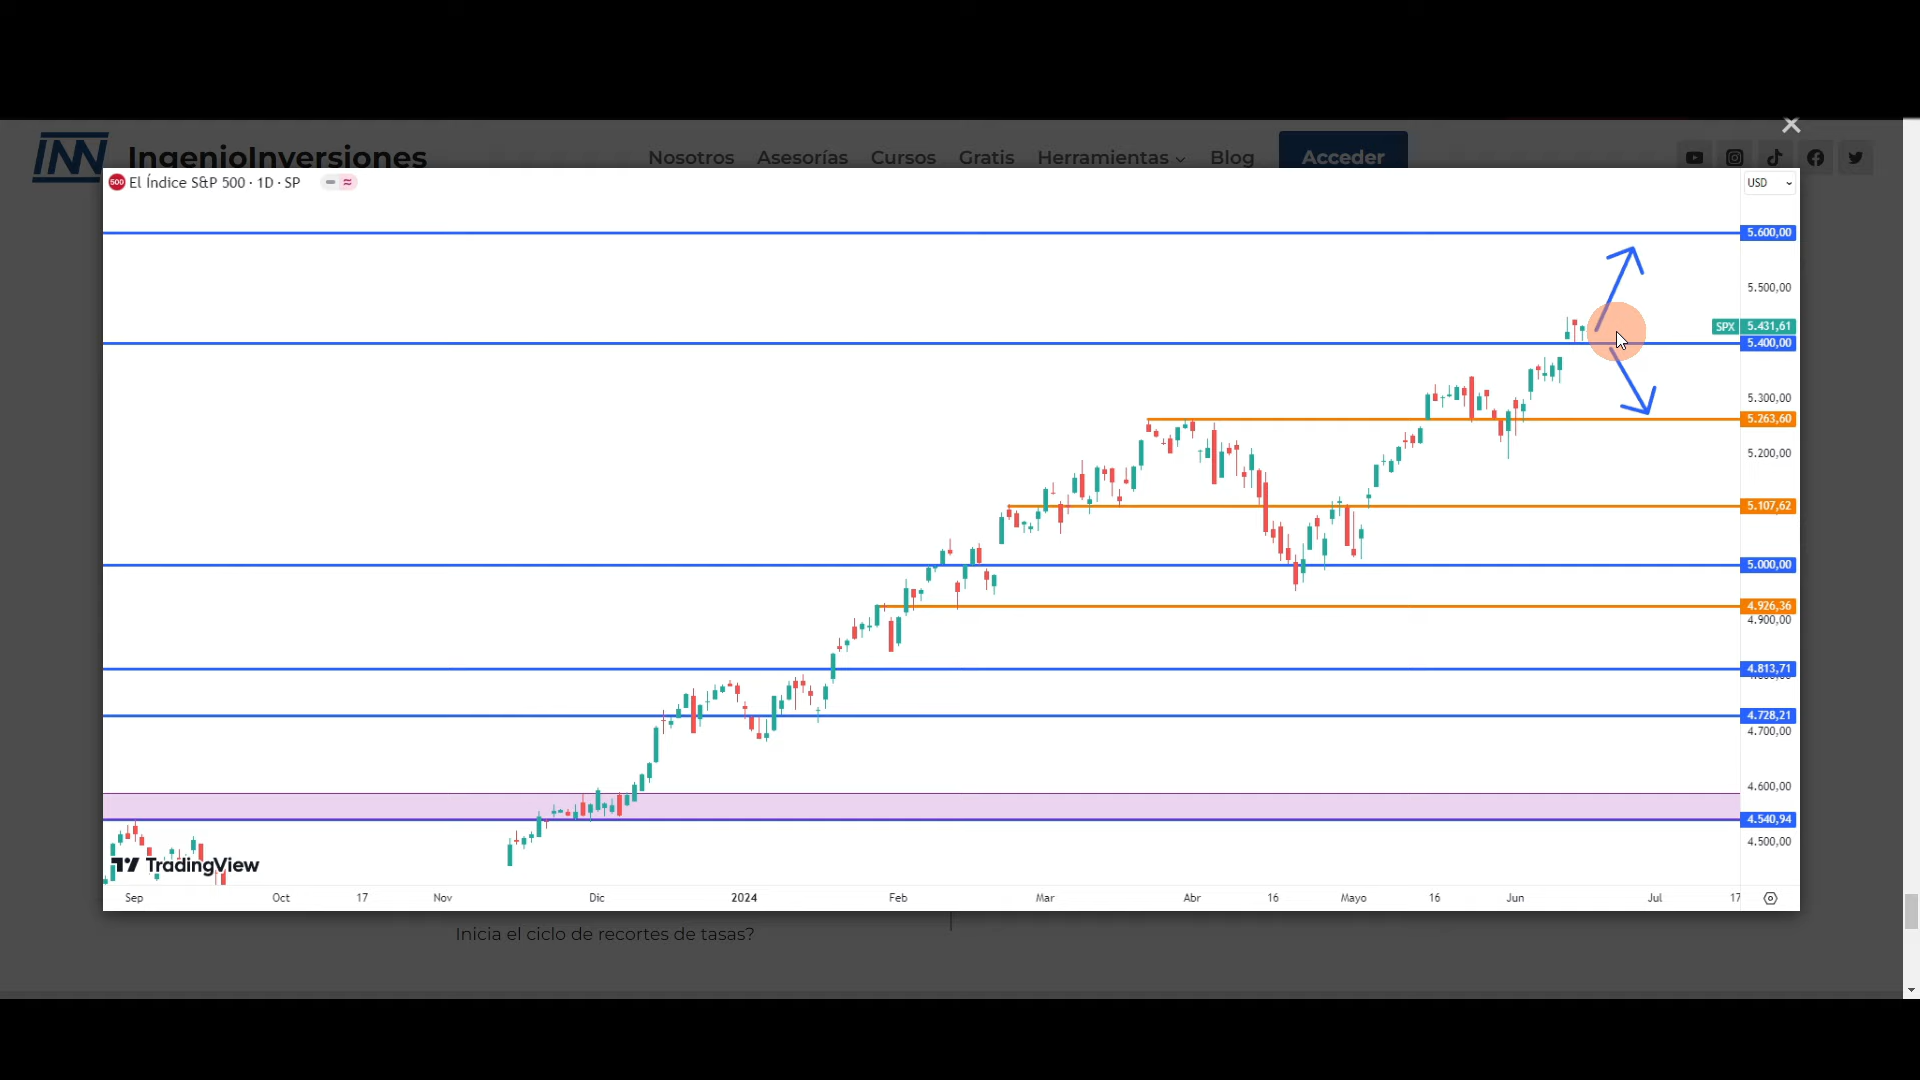 INN IngenioInversiones
Nosotros Asesorías Cursos Gratis Herramientas Blog Acceder
500 El Índice S&P 500 · 1D · SP
USD
5.600,00
5.500,00
SPX 5.431,61
5.400,00
5.300,00
5.263,60
5.200,00
5.107,62
5.000,00
4.926,36
4.900,00
4.813,71
4.728,21
4.700,00
4.600,00
4.540,94
4.500,00
TradingView
Sep Oct 17 Nov Dic 2024 Feb Mar Abr 16 Mayo 16 Jun Jul 17
Inicia el ciclo de recortes de tasas?